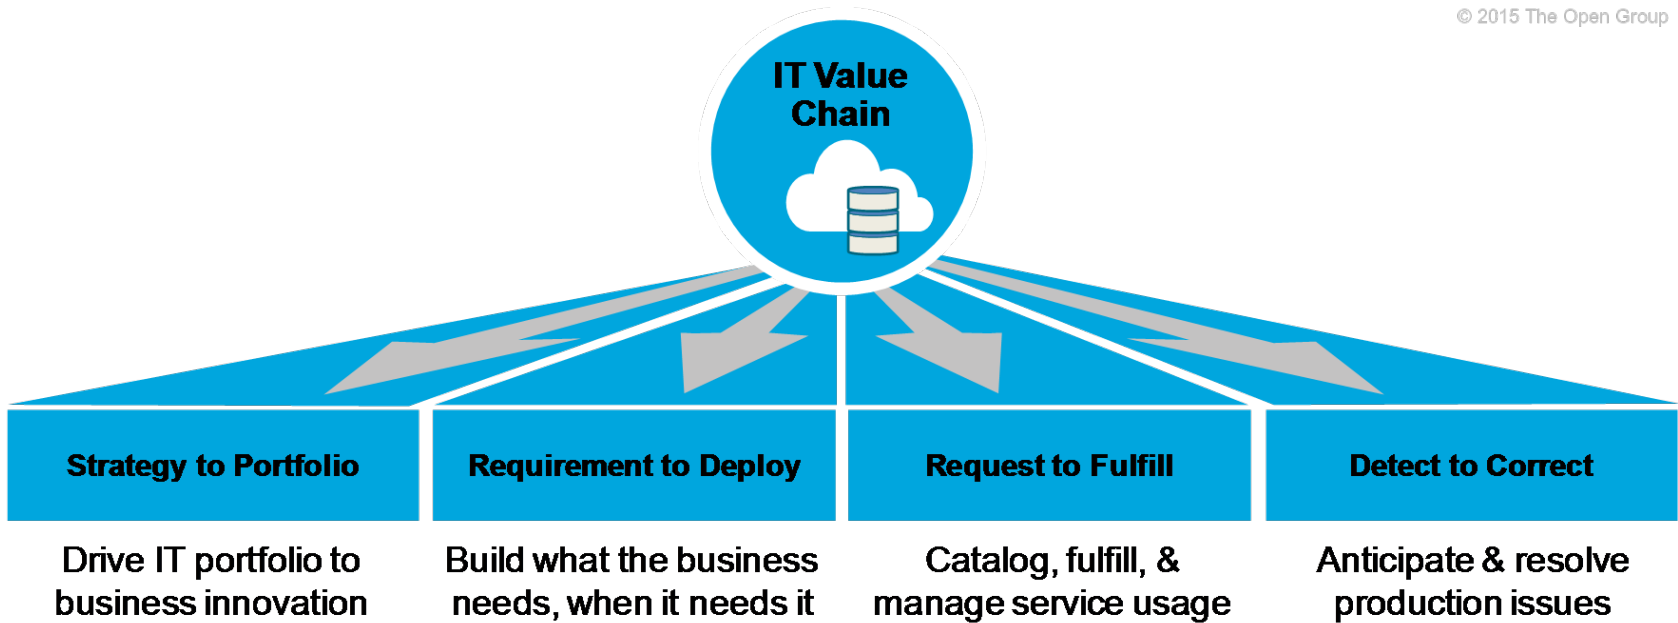 © 2015 The Open Group
IT Value
Chain
Strategy to Portfolio
Requirement to Deploy
Request to Fulfill
Detect to Correct
Drive IT portfolio to
business innovation
Build what the business
needs, when it needs it
Catalog, fulfill, &
manage service usage
Anticipate & resolve
production issues